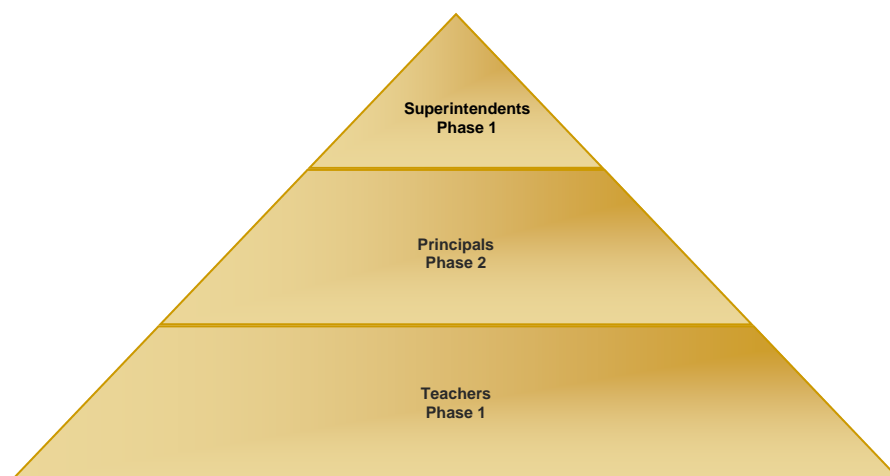 Superintendents
Phase 1
Principals
Phase 2
Teachers
Phase 1